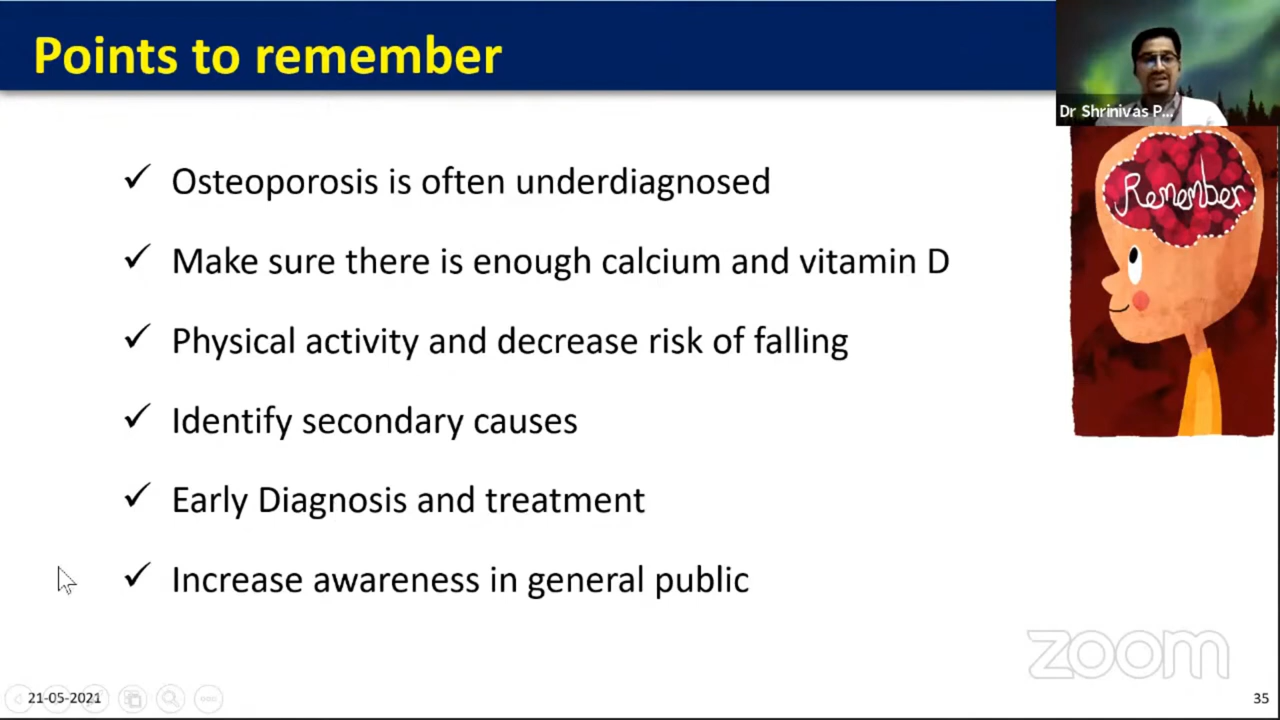 Points to remember
Dr Shrinivas P...
Remember
✓ Osteoporosis is often underdiagnosed
✓ Make sure there is enough calcium and vitamin D
✓ Physical activity and decrease risk of falling
✓ Identify secondary causes
✓ Early Diagnosis and treatment
✓ Increase awareness in general public
zoom
21-05-2021
35